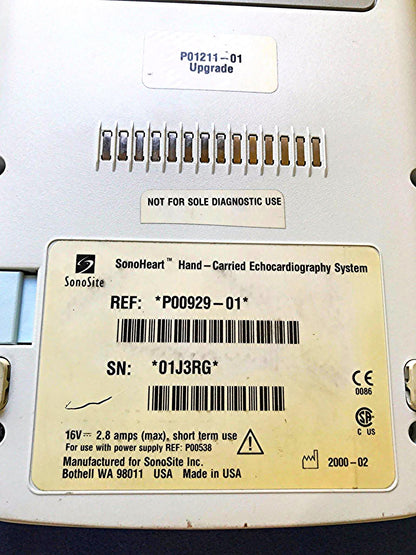 P01211-01
Upgrade
NOT FOR SOLE DIAGNOSTIC USE
SonoSite
SonoHeart™ Hand-Carried Echocardiography System
REF: *P00929-01*
SN: *01J3RG*
CE
0086
SA
C US
16V⎓ 2.8 amps (max), short term use
For use with power supply REF: P00538
Manufactured for SonoSite Inc.
Bothell WA 98011 USA Made in USA
2000-02